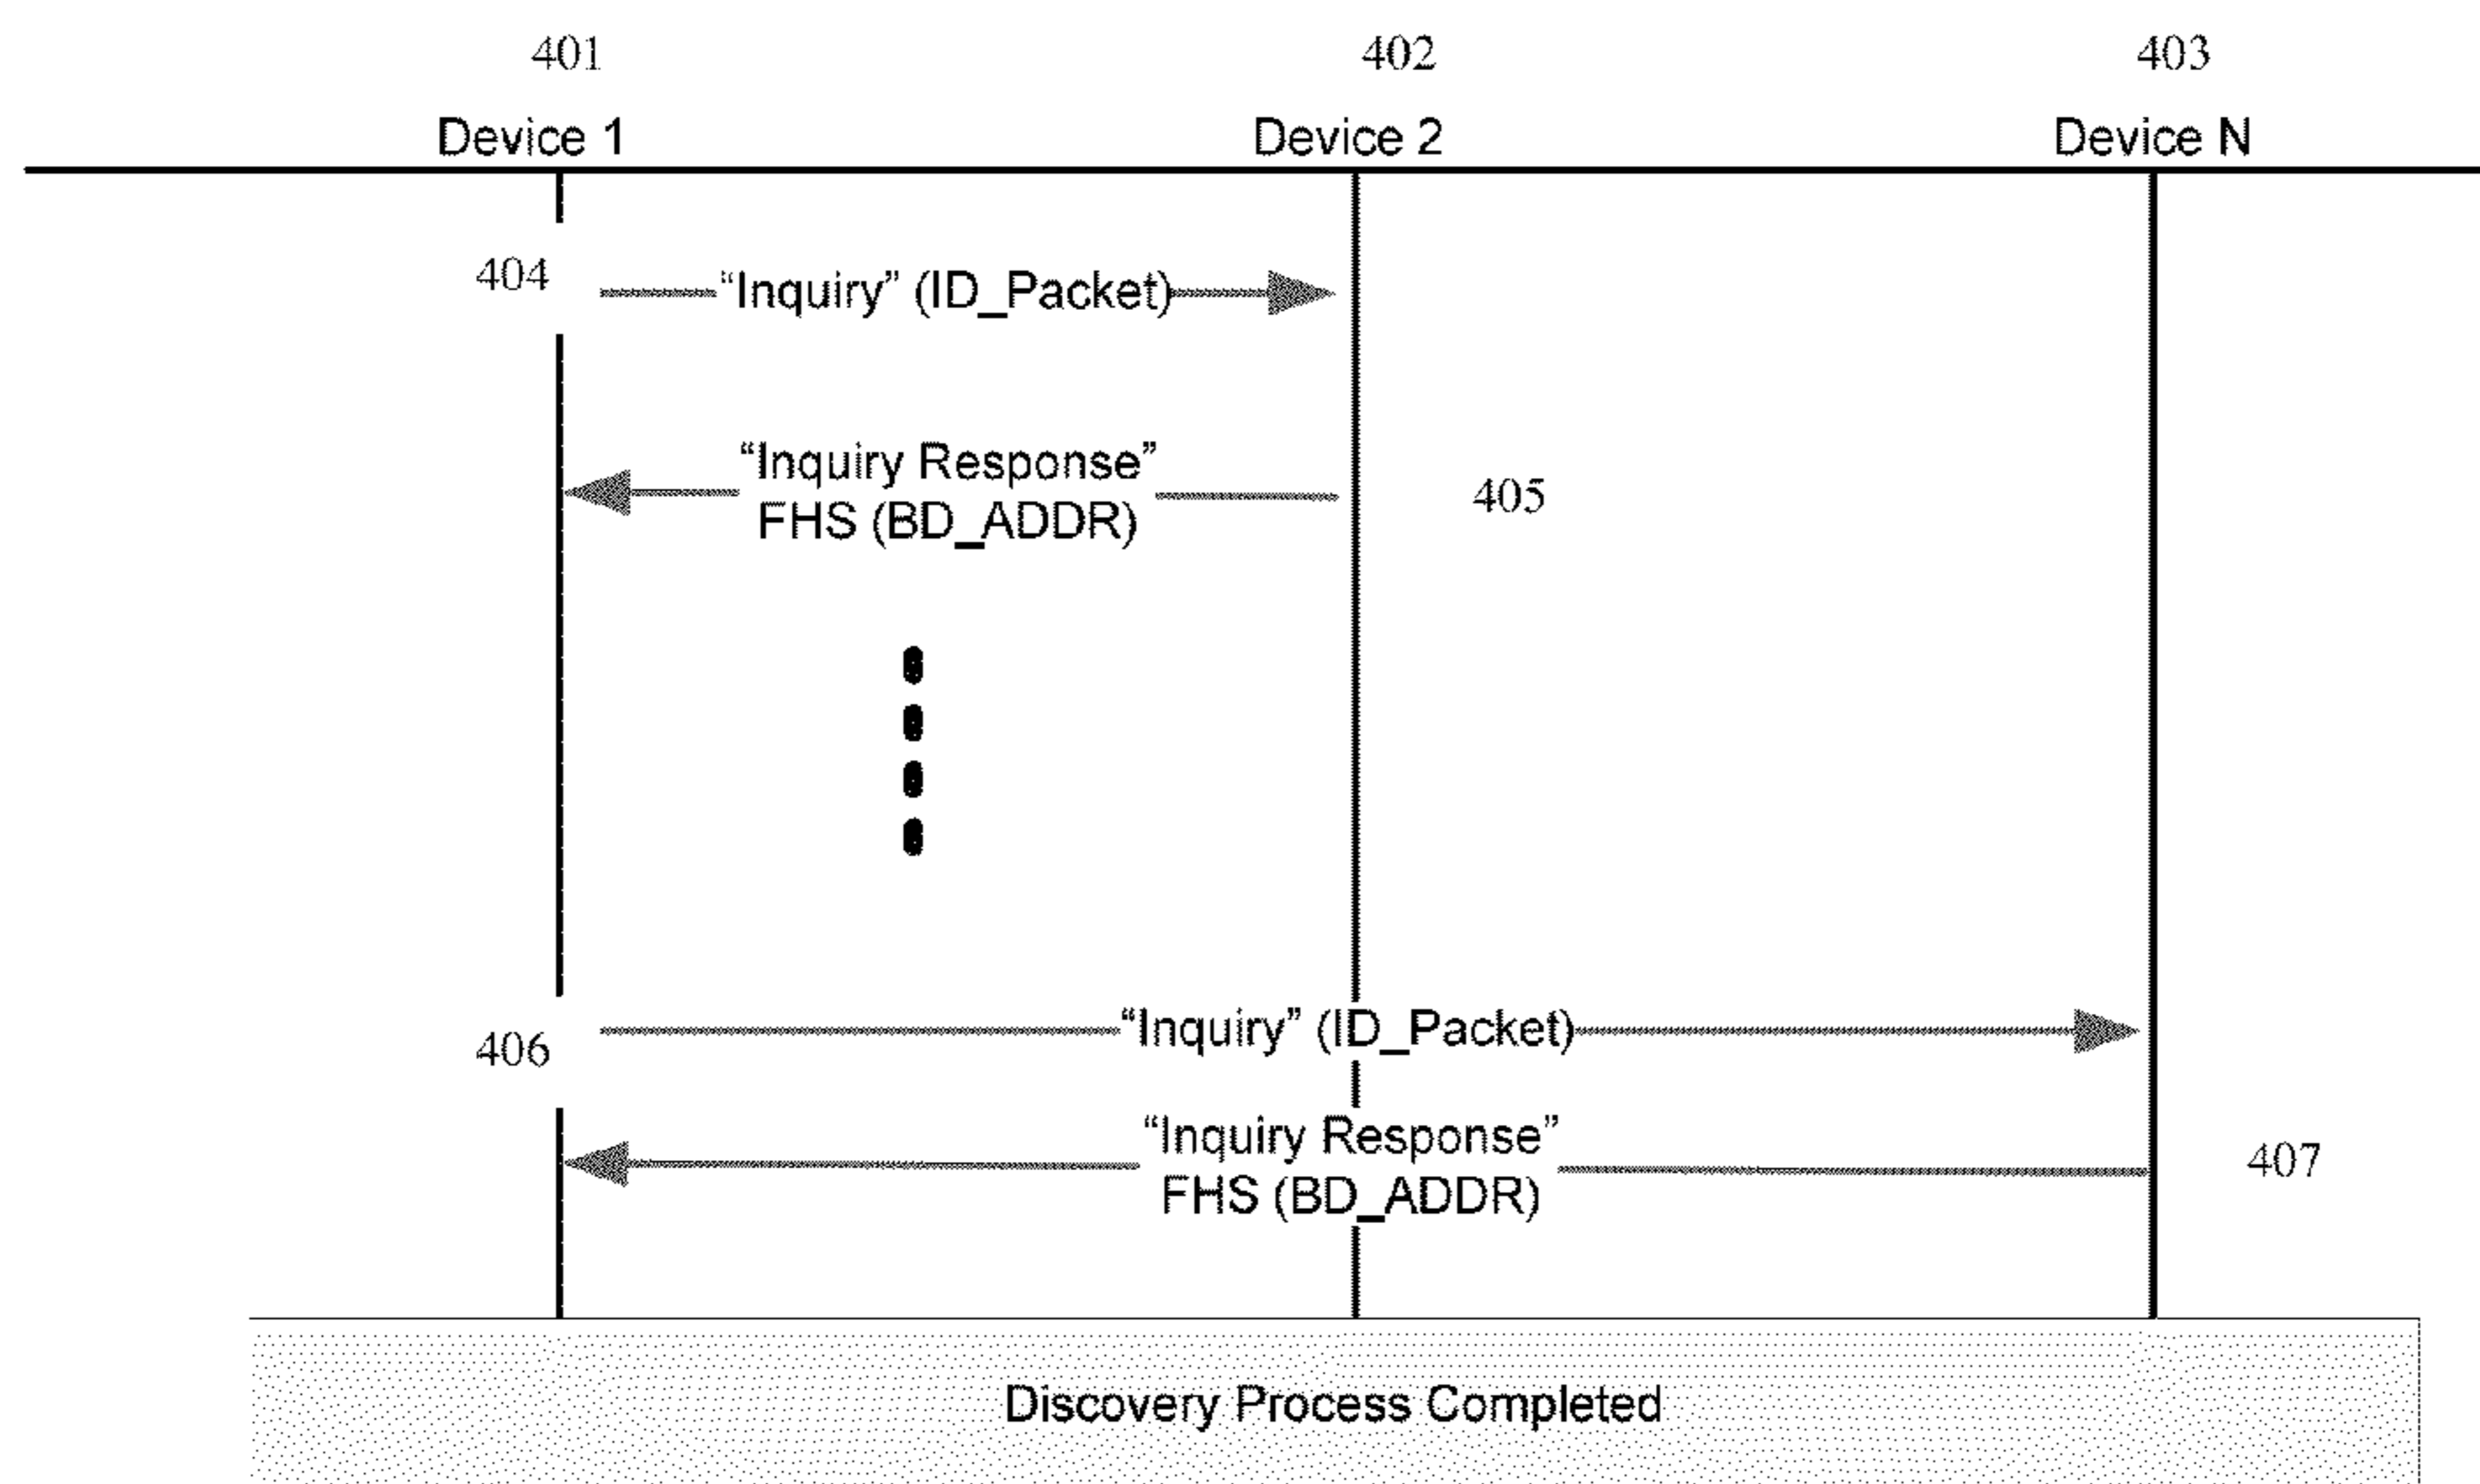 401 402 403
Device 1 Device 2 Device N
404 “Inquiry” (ID_Packet)
“Inquiry Response”
FHS (BD_ADDR)
405
“Inquiry” (ID_Packet)
406
“Inquiry Response”
FHS (BD_ADDR)
407
Discovery Process Completed